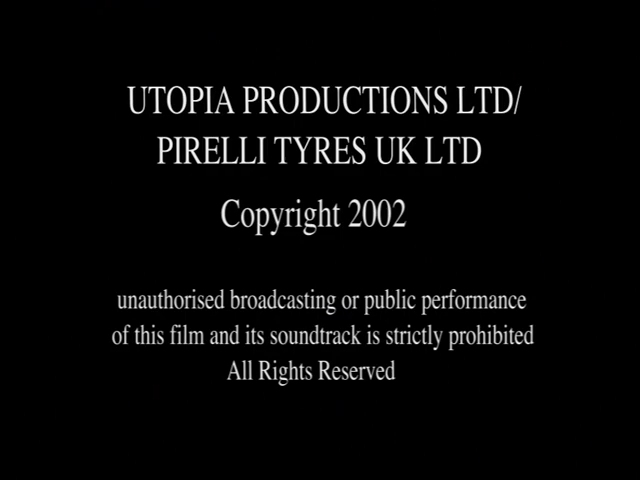 UTOPIA PRODUCTIONS LTD/
PIRELLI TYRES UK LTD
Copyright 2002
unauthorised broadcasting or public performance
of this film and its soundtrack is strictly prohibited
All Rights Reserved